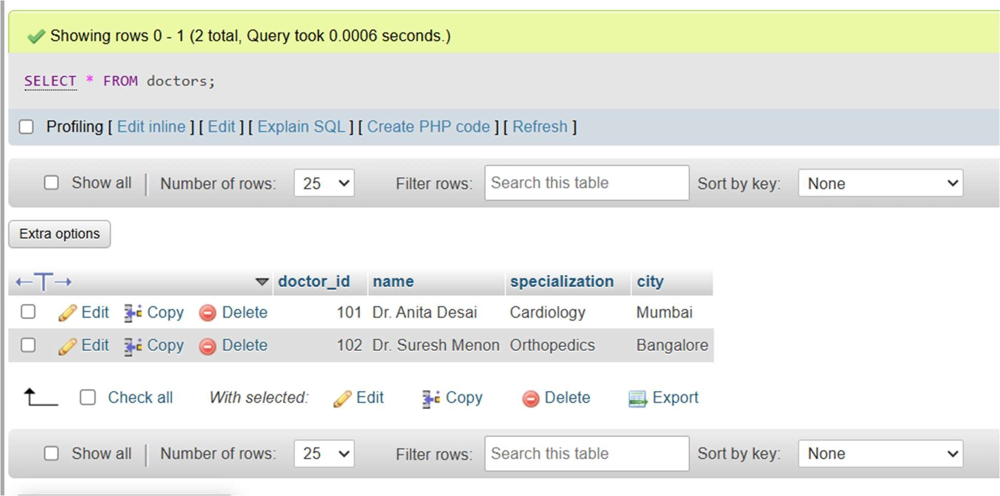 Showing rows 0 - 1 (2 total, Query took 0.0006 seconds.)
SELECT * FROM doctors;
Profiling [ Edit inline ] [ Edit ] [ Explain SQL ] [ Create PHP code ] [ Refresh ]
Show all | Number of rows: 25 Filter rows: Search this table Sort by key: None
Extra options
doctor_id name specialization city
Edit Copy Delete 101 Dr. Anita Desai Cardiology Mumbai
Edit Copy Delete 102 Dr. Suresh Menon Orthopedics Bangalore
Check all With selected: Edit Copy Delete Export
Show all | Number of rows: 25 Filter rows: Search this table Sort by key: None